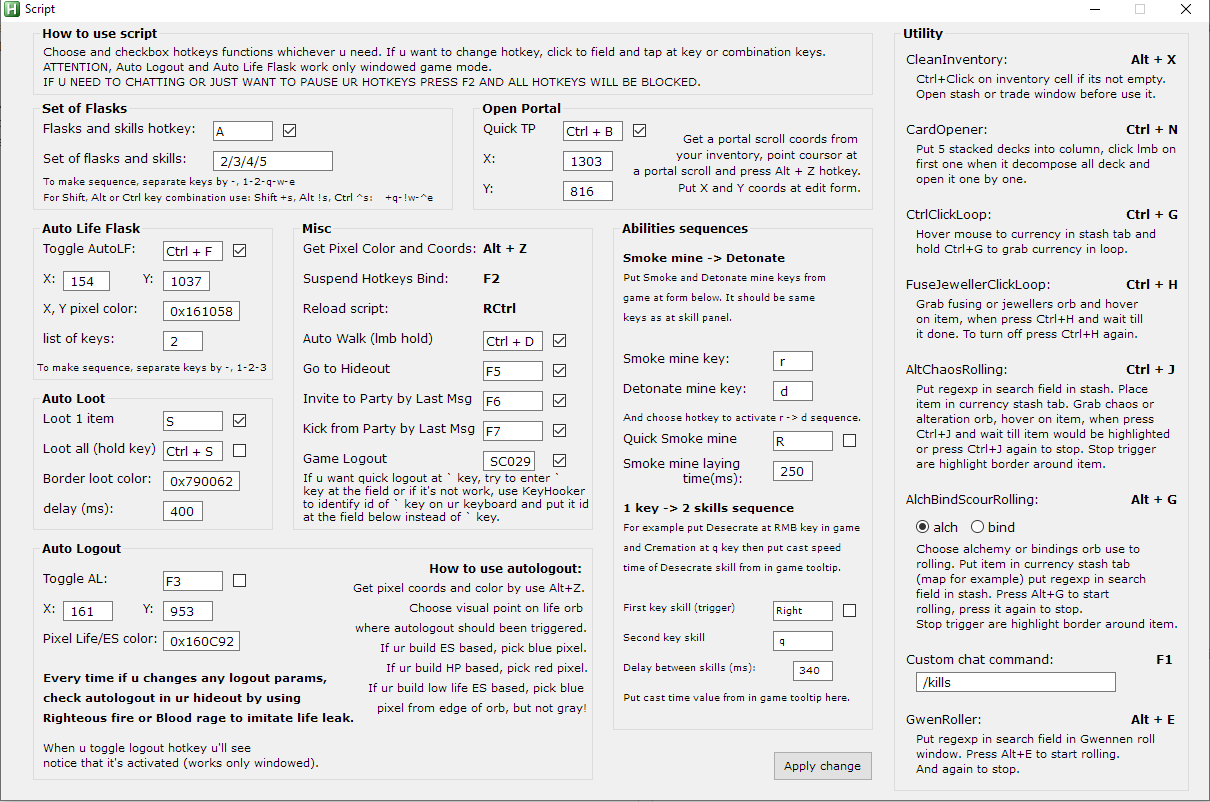 Script
How to use script
Choose and checkbox hotkeys functions whichever u need. If u want to change hotkey, click to field and tap at key or combination keys.
ATTENTION, Auto Logout and Auto Life Flask work only windowed game mode.
IF U NEED TO CHATTING OR JUST WANT TO PAUSE UR HOTKEYS PRESS F2 AND ALL HOTKEYS WILL BE BLOCKED.
Set of Flasks
Flasks and skills hotkey: A
Set of flasks and skills: 2/3/4/5
To make sequence, separate keys by -, 1-2-q-w-e
For Shift, Alt or Ctrl key combination use: Shift +s, Alt !s, Ctrl ^s: +q-!w-^e
Open Portal
Quick TP Ctrl + B
X: 1303
Y: 816
Get a portal scroll coords from
your inventory, point coursor at
a portal scroll and press Alt + Z hotkey.
Put X and Y coords at edit form.
Auto Life Flask
Toggle AutoLF: Ctrl + F
X: 154 Y: 1037
X, Y pixel color: 0x161058
list of keys: 2
To make sequence, separate keys by -, 1-2-3
Auto Loot
Loot 1 item S
Loot all (hold key) Ctrl + S
Border loot color: 0x790062
delay (ms): 400
Misc
Get Pixel Color and Coords: Alt + Z
Suspend Hotkeys Bind: F2
Reload script: RCtrl
Auto Walk (lmb hold) Ctrl + D
Go to Hideout F5
Invite to Party by Last Msg F6
Kick from Party by Last Msg F7
Game Logout SC029
If u want quick logout at ` key, try to enter `
key at the field or if it's not work, use KeyHooker
to identify id of ` key on ur keyboard and put it id
at the field below instead of ` key.
Auto Logout
Toggle AL: F3
X: 161 Y: 953
Pixel Life/ES color: 0x160C92
Every time if u changes any logout params,
check autologout in ur hideout by using
Righteous fire or Blood rage to imitate life leak.
When u toggle logout hotkey u'll see
notice that it's activated (works only windowed).
How to use autologout:
Get pixel coords and color by use Alt+Z.
Choose visual point on life orb
where autologout should been triggered.
If ur build ES based, pick blue pixel.
If ur build HP based, pick red pixel.
If ur build low life ES based, pick blue
pixel from edge of orb, but not gray!
Abilities sequences
Smoke mine -> Detonate
Put Smoke and Detonate mine keys from
game at form below. It should be same
keys as at skill panel.
Smoke mine key: r
Detonate mine key: d
And choose hotkey to activate r -> d sequence.
Quick Smoke mine R
Smoke mine laying
time(ms): 250
1 key -> 2 skills sequence
For example put Desecrate at RMB key in game
and Cremation at q key then put cast speed
time of Desecrate skill from in game tooltip.
First key skill (trigger) Right
Second key skill q
Delay between skills (ms): 340
Put cast time value from in game tooltip here.
Apply change
Utility
CleanInventory: Alt + X
Ctrl+Click on inventory cell if its not empty.
Open stash or trade window before use it.
CardOpener: Ctrl + N
Put 5 stacked decks into column, click lmb on
first one when it decompose all deck and
open it one by one.
CtrlClickLoop: Ctrl + G
Hover mouse to currency in stash tab and
hold Ctrl+G to grab currency in loop.
FuseJewellerClickLoop: Ctrl + H
Grab fusing or jewellers orb and hover
on item, when press Ctrl+H and wait till
it done. To turn off press Ctrl+H again.
AltChaosRolling: Ctrl + J
Put regexp in search field in stash. Place
item in currency stash tab. Grab chaos or
alteration orb, hover on item, when press
Ctrl+J and wait till item would be highlighted
or press Ctrl+J again to stop. Stop trigger
are highlight border around item.
AlchBindScourRolling: Alt + G
alch bind
Choose alchemy or bindings orb use to
rolling. Put item in currency stash tab
(map for example) put regexp in search
field in stash. Press Alt+G to start
rolling, press it again to stop.
Stop trigger are highlight border around item.
Custom chat command: F1
/kills
GwenRoller: Alt + E
Put regexp in search field in Gwennen roll
window. Press Alt+E to start rolling.
And again to stop.